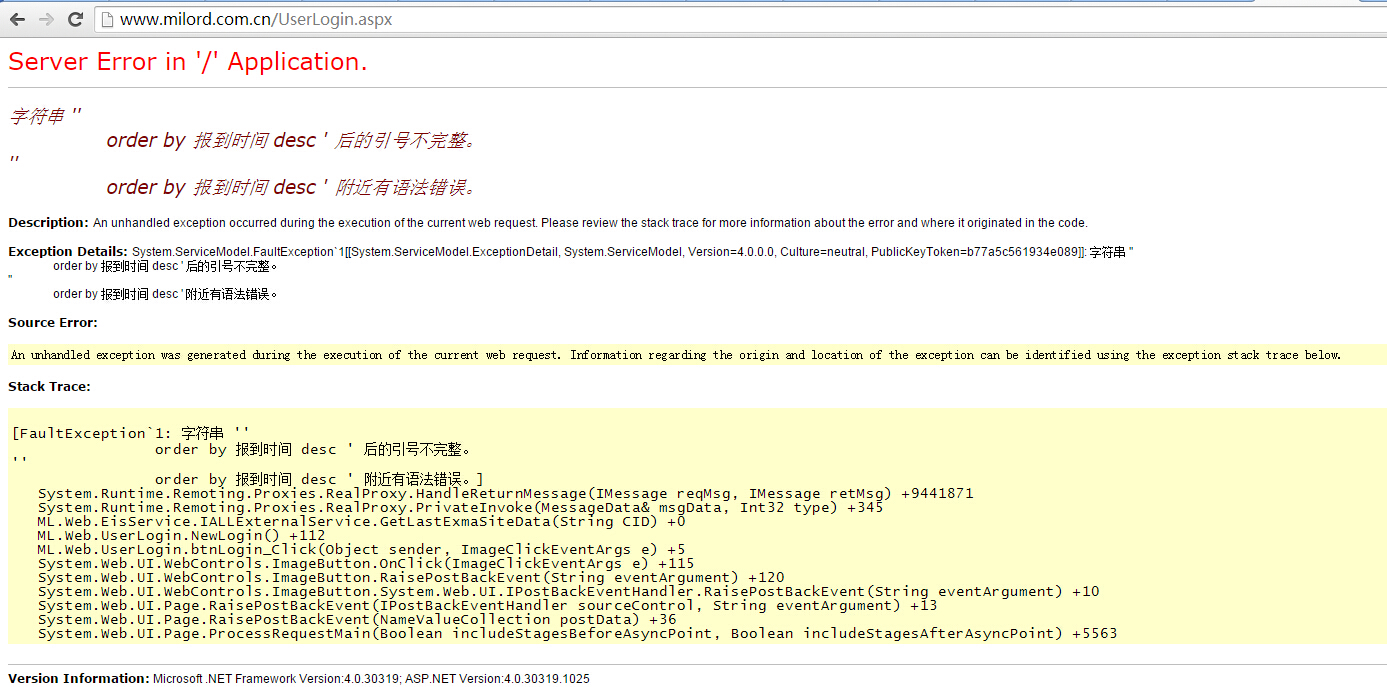 www.milord.com.cn/UserLogin.aspx
Server Error in '/' Application.
字符串 ''
order by 报到时间 desc ' 后的引号不完整。
''
order by 报到时间 desc ' 附近有语法错误。
Description: An unhandled exception occurred during the execution of the current web request. Please review the stack trace for more information about the error and where it originated in the code.
Exception Details: System.ServiceModel.FaultException`1[[System.ServiceModel.ExceptionDetail, System.ServiceModel, Version=4.0.0.0, Culture=neutral, PublicKeyToken=b77a5c561934e089]]: 字符串 ''
order by 报到时间 desc ' 后的引号不完整。
''
order by 报到时间 desc ' 附近有语法错误。
Source Error:
An unhandled exception was generated during the execution of the current web request. Information regarding the origin and location of the exception can be identified using the exception stack trace below.
Stack Trace:
[FaultException`1: 字符串 ''
order by 报到时间 desc ' 后的引号不完整。
''
order by 报到时间 desc ' 附近有语法错误。]
System.Runtime.Remoting.Proxies.RealProxy.HandleReturnMessage(IMessage reqMsg, IMessage retMsg) +9441871
System.Runtime.Remoting.Proxies.RealProxy.PrivateInvoke(MessageData& msgData, Int32 type) +345
ML.Web.EisService.IALLExternalService.GetLastExmaSiteData(String CID) +0
ML.Web.UserLogin.NewLogin() +112
ML.Web.UserLogin.btnLogin_Click(Object sender, ImageClickEventArgs e) +5
System.Web.UI.WebControls.ImageButton.OnClick(ImageClickEventArgs e) +115
System.Web.UI.WebControls.ImageButton.RaisePostBackEvent(String eventArgument) +120
System.Web.UI.WebControls.ImageButton.System.Web.UI.IPostBackEventHandler.RaisePostBackEvent(String eventArgument) +10
System.Web.UI.Page.RaisePostBackEvent(IPostBackEventHandler sourceControl, String eventArgument) +13
System.Web.UI.Page.RaisePostBackEvent(NameValueCollection postData) +36
System.Web.UI.Page.ProcessRequestMain(Boolean includeStagesBeforeAsyncPoint, Boolean includeStagesAfterAsyncPoint) +5563
Version Information: Microsoft .NET Framework Version:4.0.30319; ASP.NET Version:4.0.30319.1025